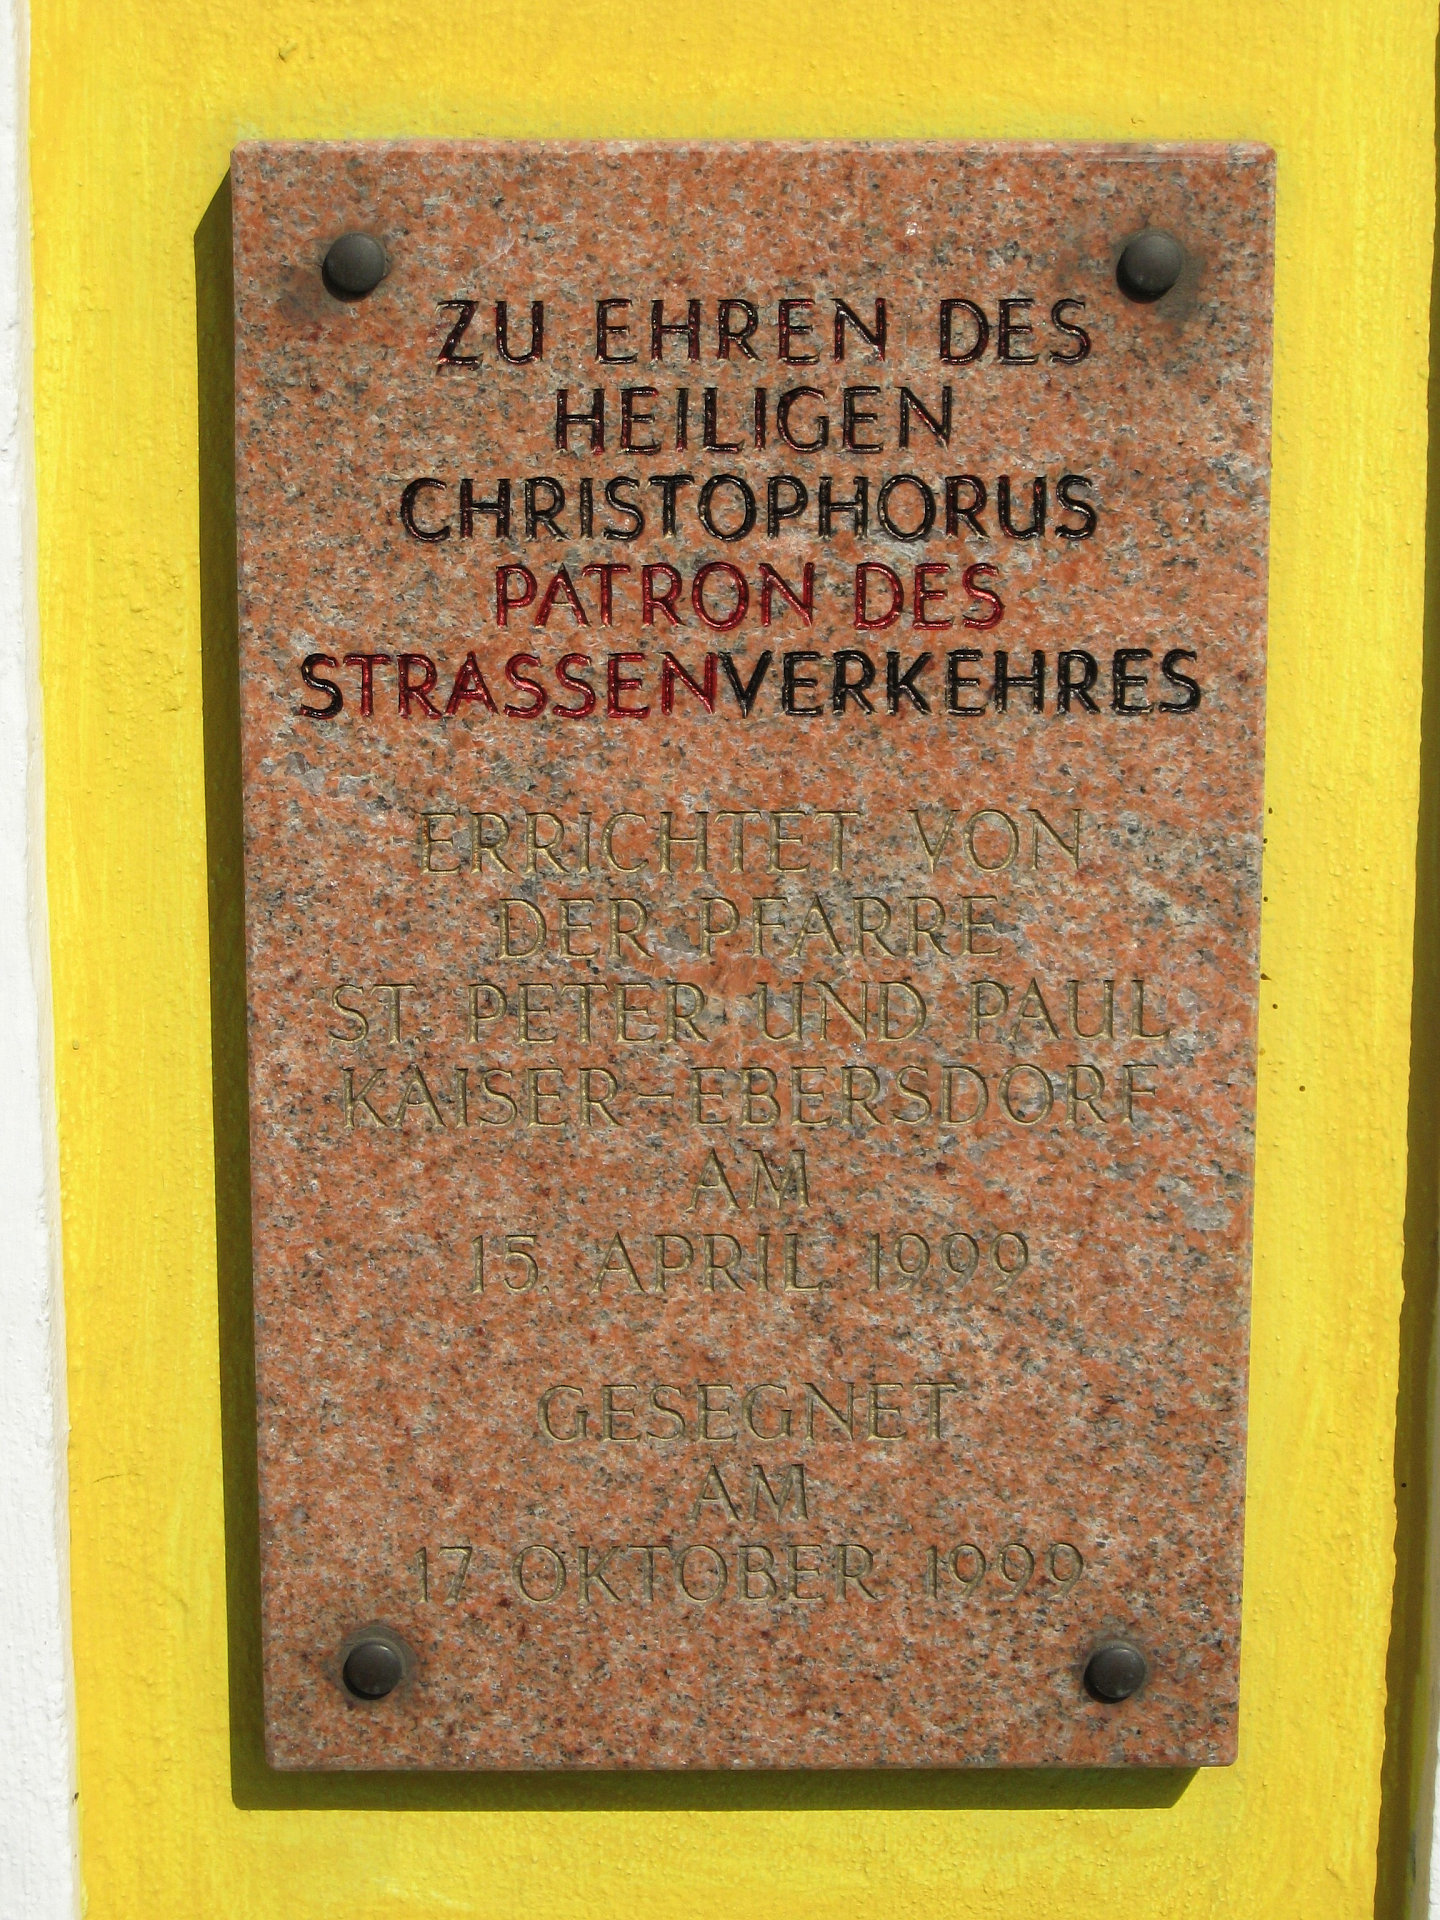 ZU EHREN DES
HEILIGEN
CHRISTOPHORUS
PATRON DES
STRASSENVERKEHRES
ERRICHTET VON
DER PFARRE
ST. PETER UND PAUL
KAISER-EBERSDORF
AM
15. APRIL 1999
GESEGNET
AM
17 OKTOBER 1999